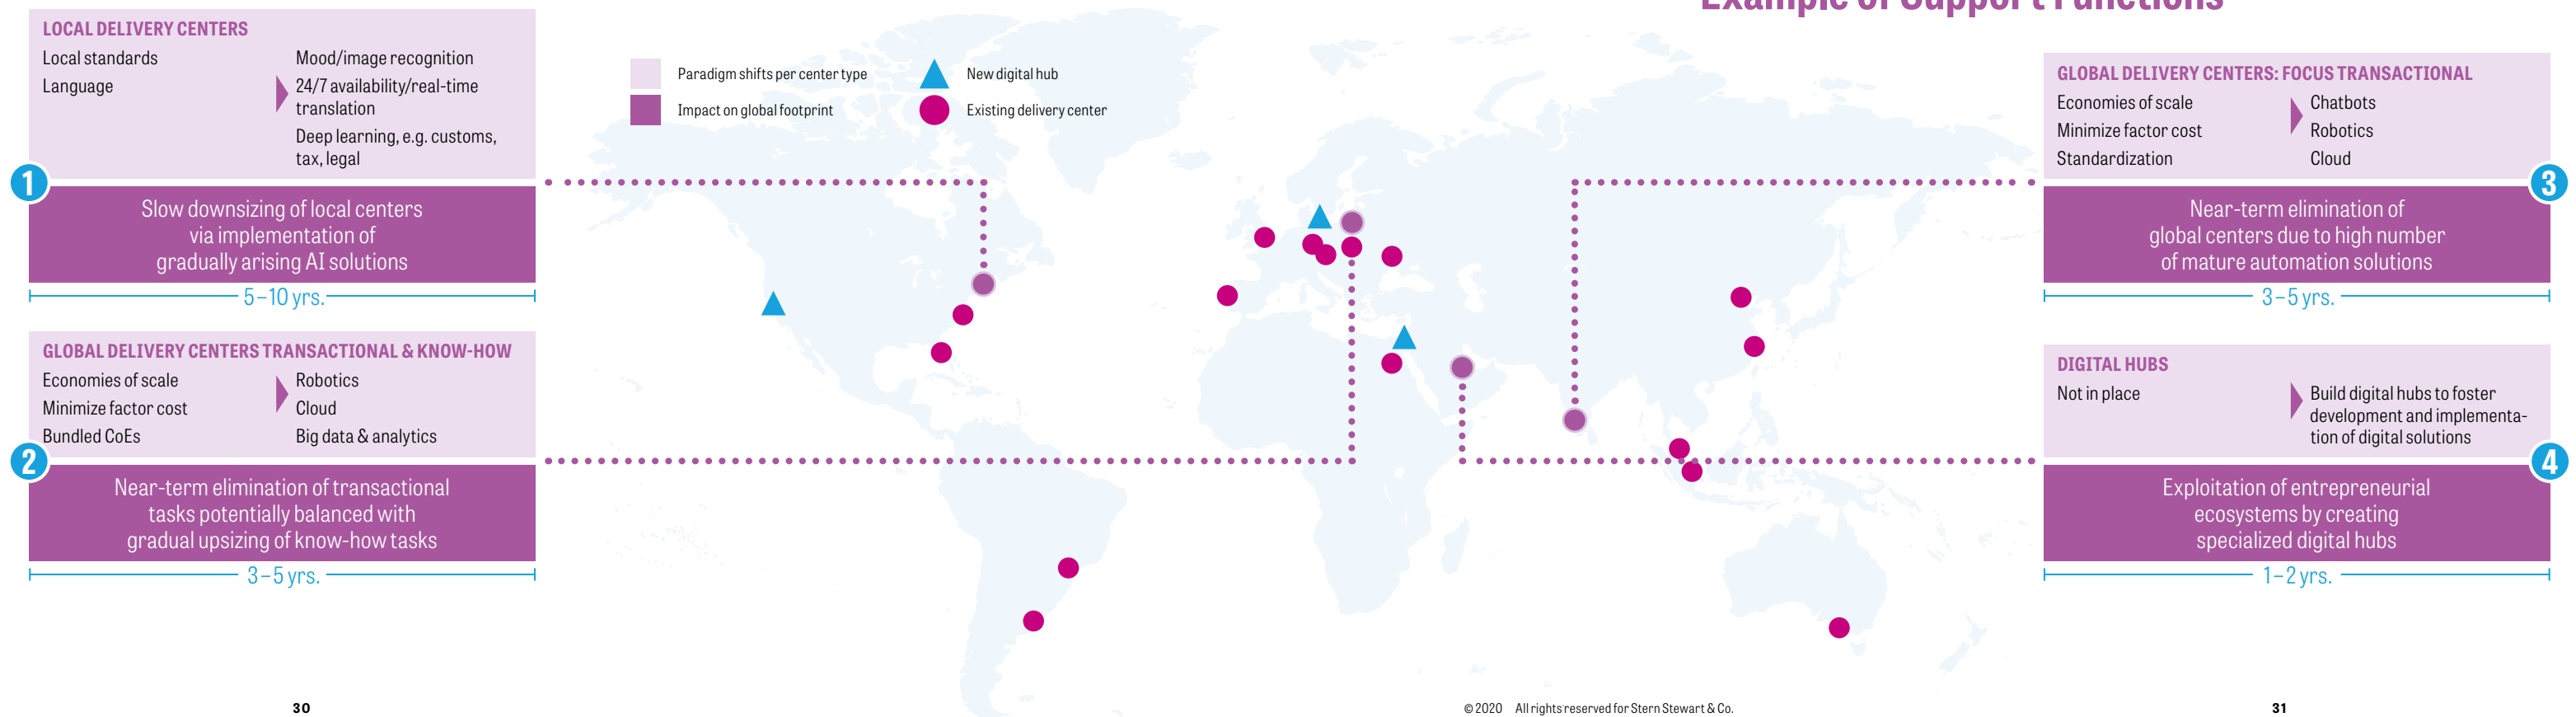 Example of Support Functions
LOCAL DELIVERY CENTERS
Local standards
Language
Mood/image recognition
24/7 availability/real-time
translation
Deep learning, e.g. customs,
tax, legal
1
Slow downsizing of local centers
via implementation of
gradually arising AI solutions
5–10 yrs.
GLOBAL DELIVERY CENTERS TRANSACTIONAL & KNOW-HOW
Economies of scale
Minimize factor cost
Bundled CoEs
Robotics
Cloud
Big data & analytics
2
Near-term elimination of transactional
tasks potentially balanced with
gradual upsizing of know-how tasks
3–5 yrs.
Paradigm shifts per center type
Impact on global footprint
New digital hub
Existing delivery center
GLOBAL DELIVERY CENTERS: FOCUS TRANSACTIONAL
Economies of scale
Minimize factor cost
Standardization
Chatbots
Robotics
Cloud
3
Near-term elimination of
global centers due to high number
of mature automation solutions
3–5 yrs.
DIGITAL HUBS
Not in place
Build digital hubs to foster
development and implementa-
tion of digital solutions
4
Exploitation of entrepreneurial
ecosystems by creating
specialized digital hubs
1–2 yrs.
30
© 2020 All rights reserved for Stern Stewart & Co.
31